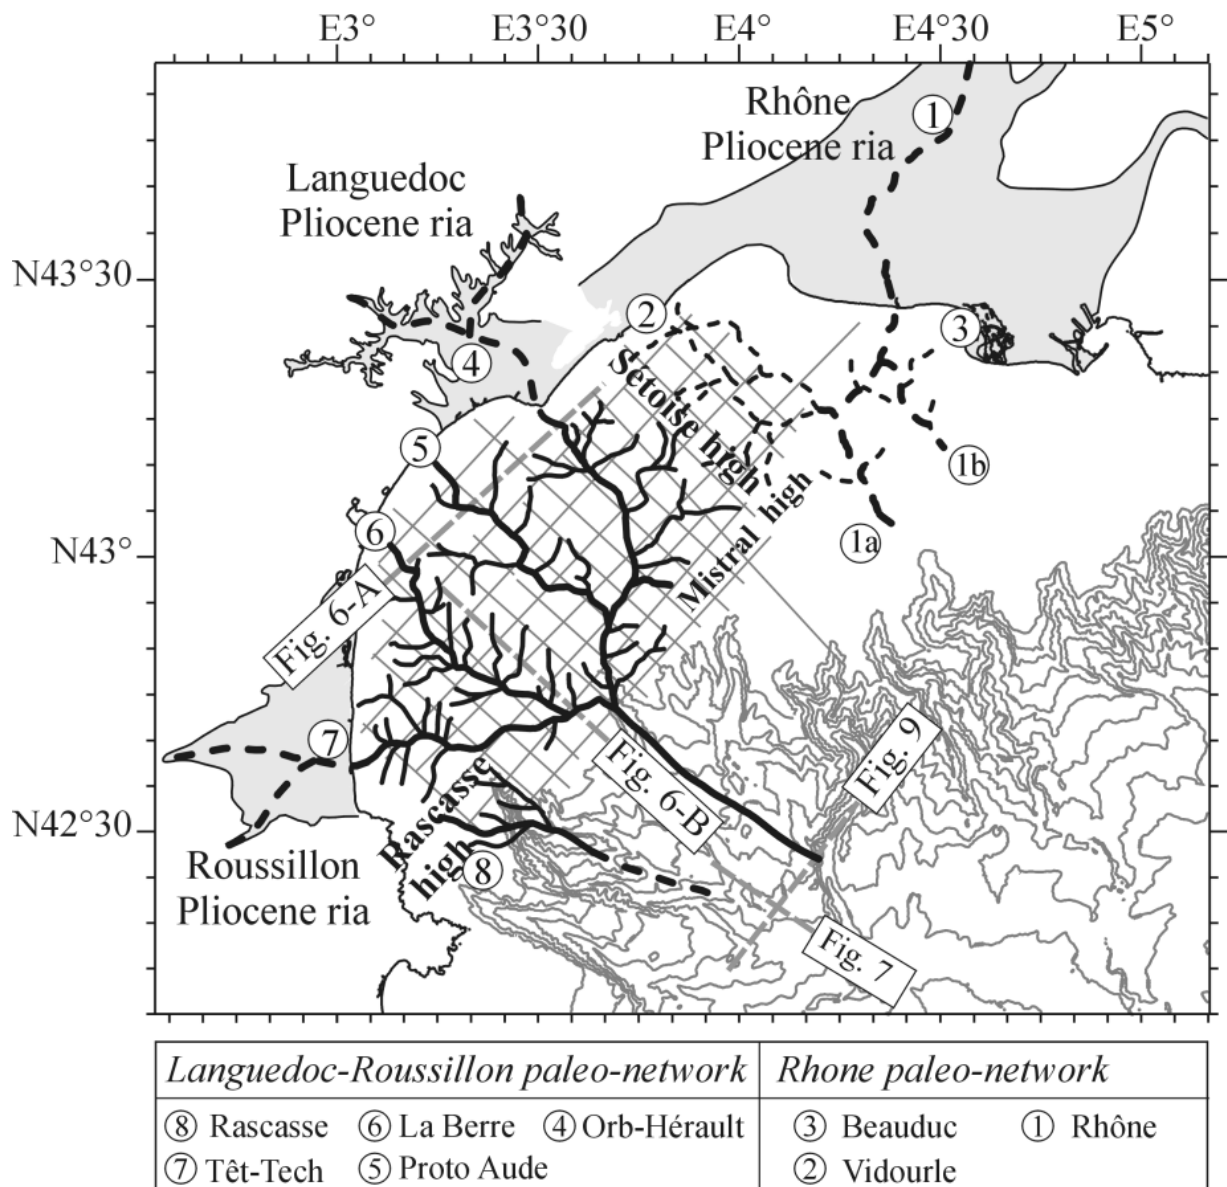 E3° E3°30 E4° E4°30 E5°
Rhône
Pliocene ria
1
Languedoc
Pliocene ria
N43°30
2
3
4
Setoise high
5
1b
6
Mistral high
1a
N43°
Fig. 6-A
7
Fig. 9
Fig. 6-B
Rascasse
high
N42°30
8
Roussillon
Pliocene ria
Fig. 7
Languedoc-Roussillon paleo-network
Rhone paleo-network
8 Rascasse 6 La Berre 4 Orb-Hérault
3 Beauduc 1 Rhône
7 Têt-Tech 5 Proto Aude
2 Vidourle